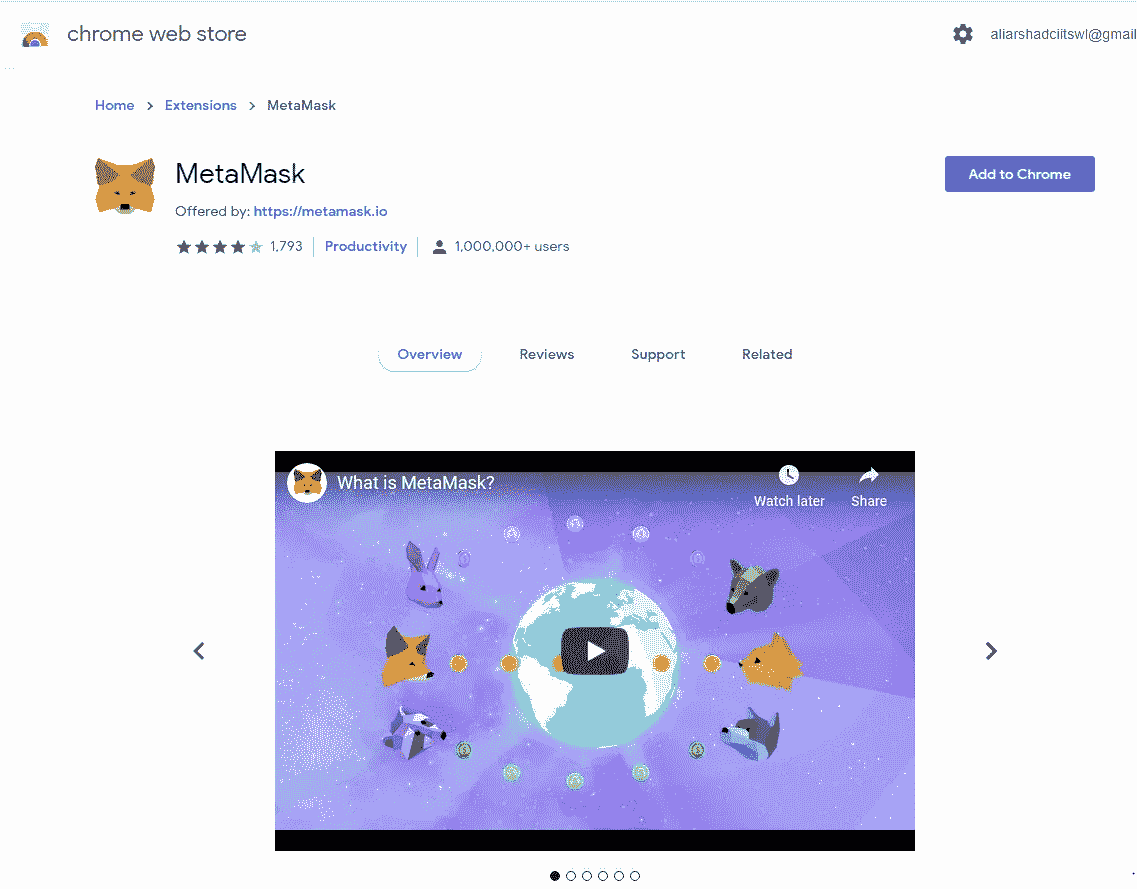 chrome web store
aliarshadciitswl@gmail
Home > Extensions > MetaMask
MetaMask
Add to Chrome
Offered by: https://metamask.io
1,793 Productivity 1,000,000+ users
Overview Reviews Support Related
What is MetaMask?
Watch later Share